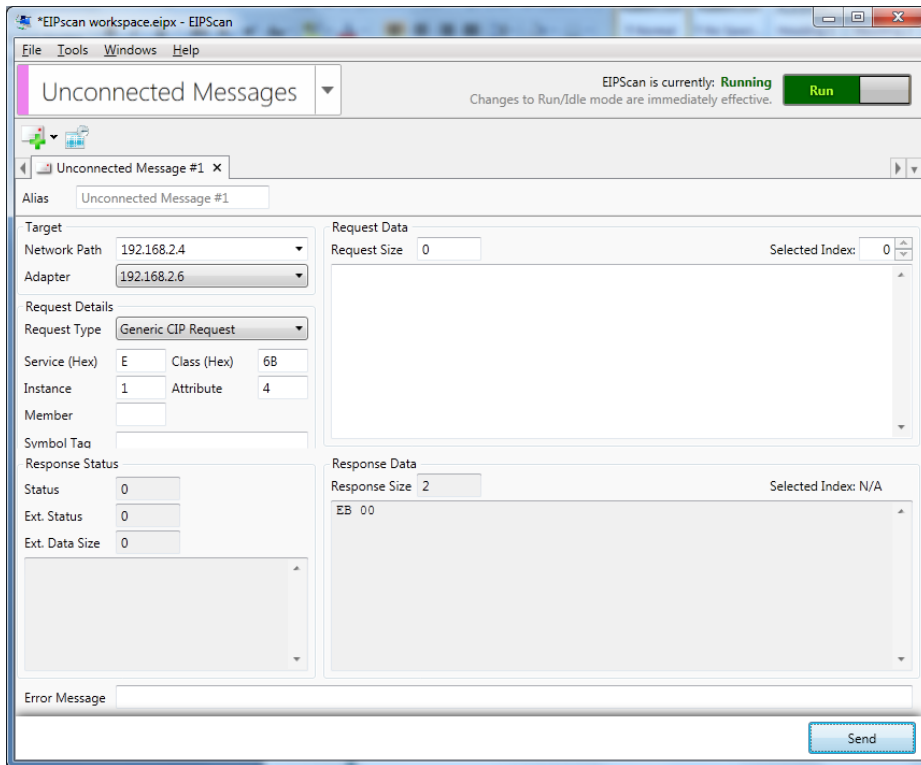 *EIPscan workspace.eipx - EIPScan
File Tools Windows Help
Unconnected Messages
EIPScan is currently: Running
Changes to Run/Idle mode are immediately effective.
Run
Unconnected Message #1
Alias Unconnected Message #1
Target
Network Path 192.168.2.4
Adapter 192.168.2.6
Request Details
Request Type Generic CIP Request
Service (Hex) E Class (Hex) 6B
Instance 1 Attribute 4
Member
Symbol Tag
Request Data
Request Size 0 Selected Index: 0
Response Status
Status 0
Ext. Status 0
Ext. Data Size 0
Response Data
Response Size 2 Selected Index: N/A
EB 00
Error Message
Send